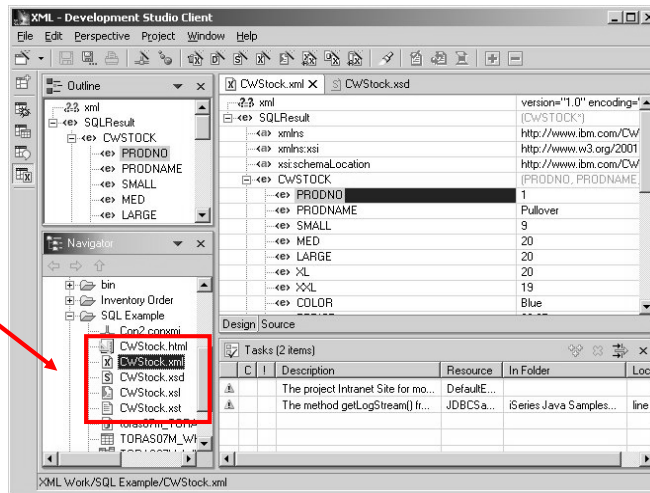 XML - Development Studio Client
File Edit Perspective Project Window Help
Outline
CWStock.xml
CWStock.xsd
?-? xml
<e> SQLResult
<e> CWSTOCK
<e> PRODNO
<e> PRODNAME
<e> SMALL
<e> MED
<e> LARGE
?-? xml version="1.0" encoding='
<e> SQLResult (CWSTOCK*)
<a> xmlns http://www.ibm.com/CW
<a> xmlns:xsi http://www.w3.org/2001
<a> xsi:schemaLocation http://www.ibm.com/CW
<e> CWSTOCK (PRODNO, PRODNAME,
<e> PRODNO 1
<e> PRODNAME Pullover
<e> SMALL 9
<e> MED 20
<e> LARGE 20
<e> XL 20
<e> XXL 19
<e> COLOR Blue
Design Source
Navigator
bin
Inventory Order
SQL Example
Con2.conxmi
CWStock.html
CWStock.xml
CWStock.xsd
CWStock.xsl
CWStock.xst
TORAS07M_WH
Tasks (2 items)
C ! Description Resource In Folder Loc
The project Intranet Site for mo... DefaultE...
The method getLogStream() fr... JDBCSa... iSeries Java Samples... line
XML Work/SQL Example/CWStock.xml